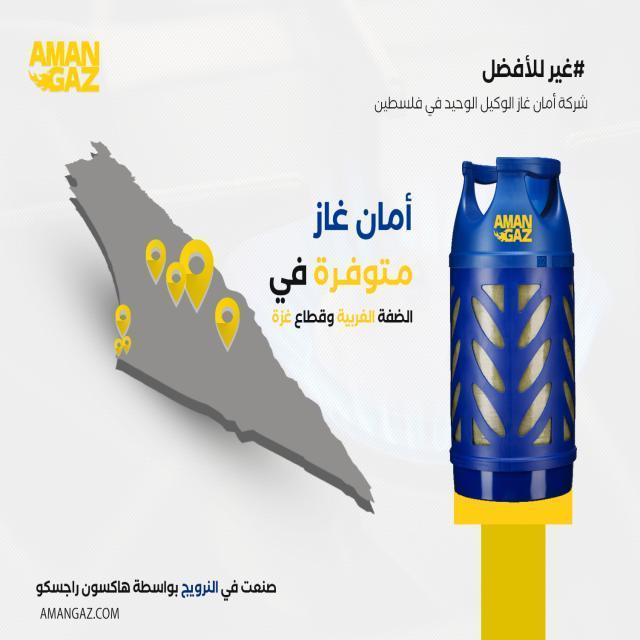 AMAN
GAZ
#غير للأفضل
شركة أمان غاز الوكيل الوحيد في فلسطين
أمان غاز
متوفرة في
الضفة الغربية وقطاع غزة
AMAN
GAZ
صنعت في النرويج بواسطة هاكسون راجسكو
AMANGAZ.COM